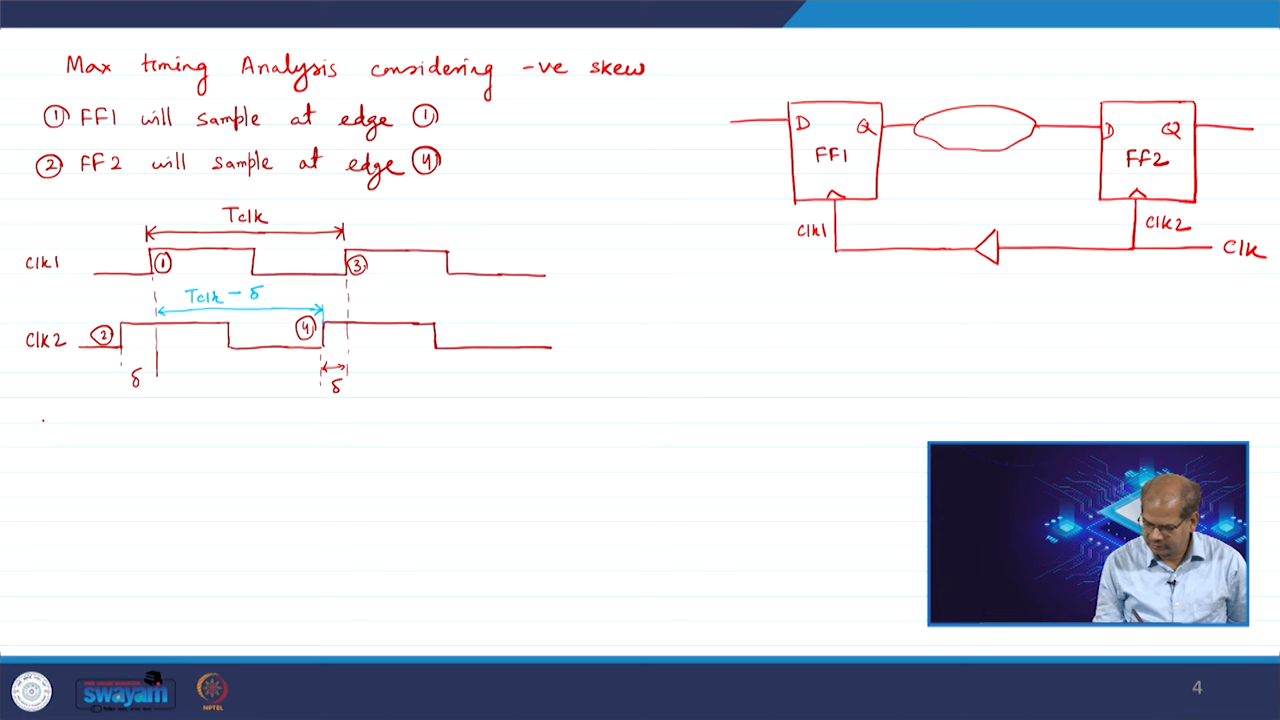 Max timing Analysis considering -ve skew
① FF1 will sample at edge ①
② FF2 will sample at edge ④
D Q
FF1
D Q
FF2
Clk1
Clk2
Clk
Tclk
Clk1
①
③
Tclk - δ
Clk2
②
④
δ
δ
swayam
NPTEL
4